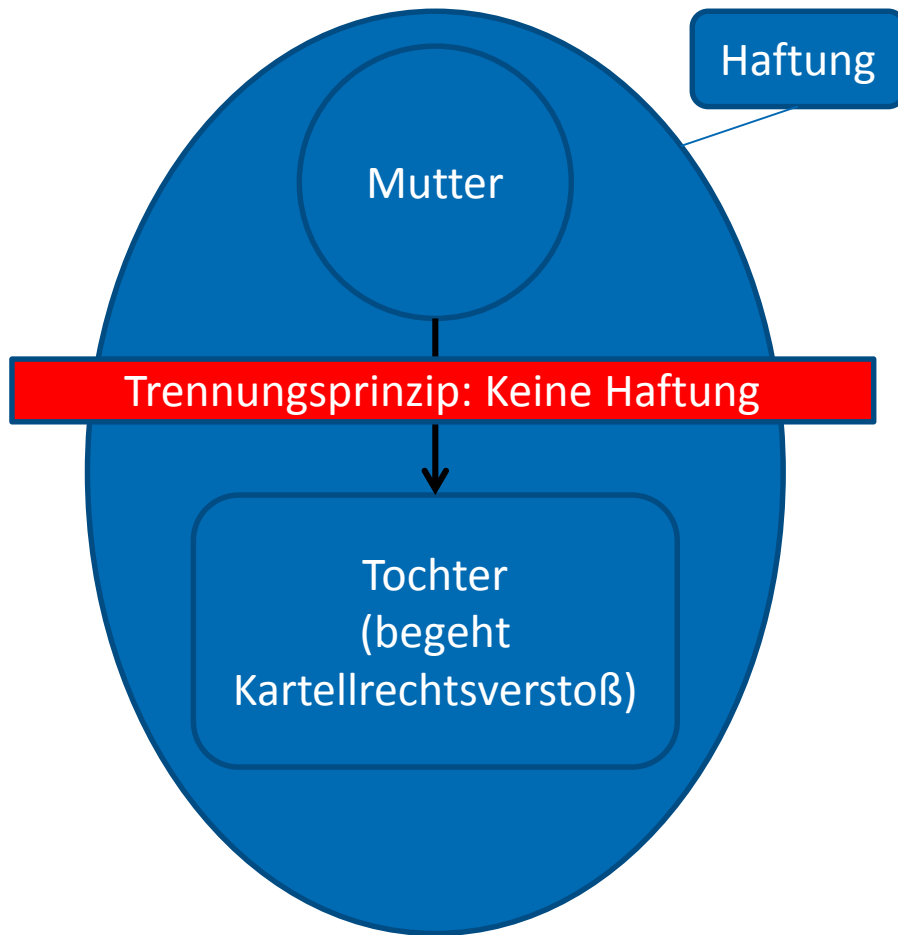 Haftung
Mutter
Trennungsprinzip: Keine Haftung
Tochter
(begeht
Kartellrechtsverstoß)